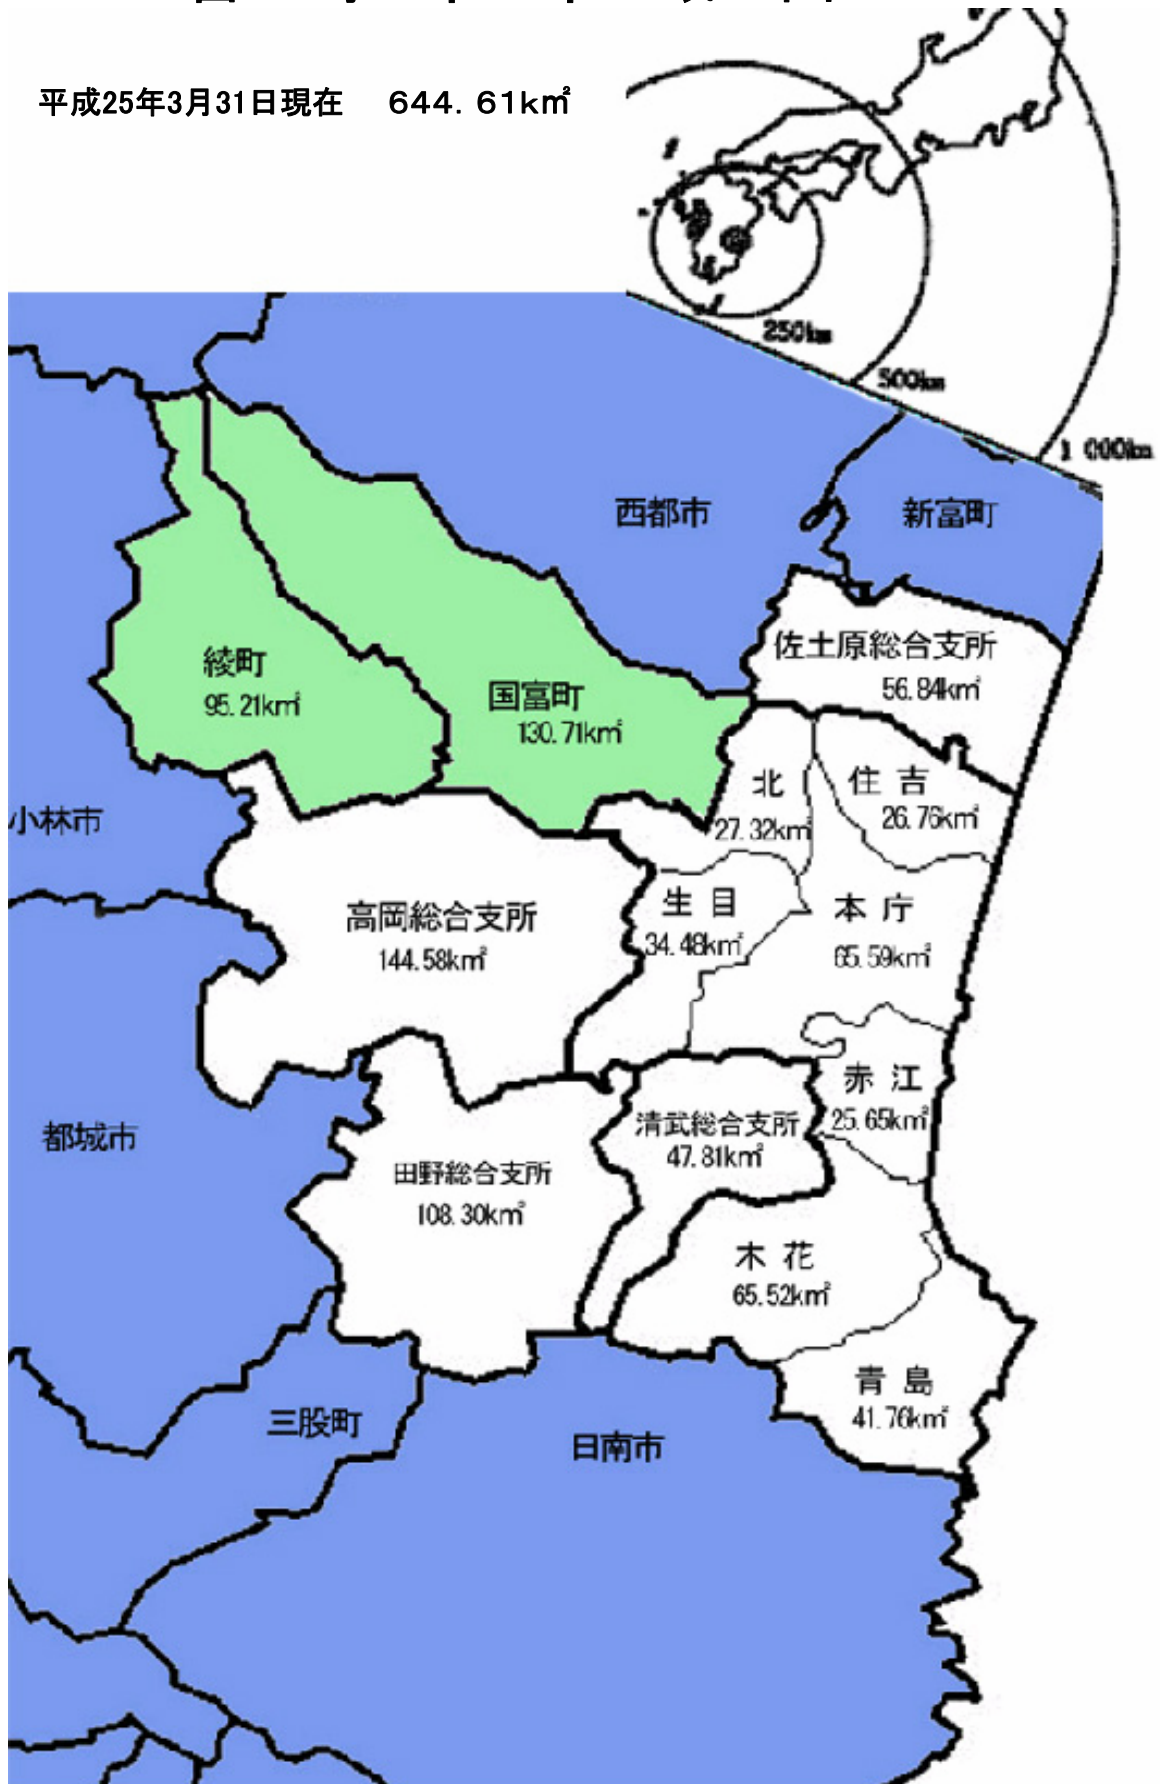 平成25年3月31日現在 644.61k㎡
250km
500km
1 000km
西都市
新富町
佐土原総合支所
56.84k㎡
綾町
95.21k㎡
国富町
130.71k㎡
北
27.32k㎡
住吉
26.76k㎡
小林市
高岡総合支所
144.58k㎡
生目
34.48k㎡
本庁
65.59k㎡
赤江
25.65k㎡
都城市
清武総合支所
47.81k㎡
田野総合支所
108.30k㎡
木花
65.52k㎡
青島
41.76k㎡
三股町
日南市